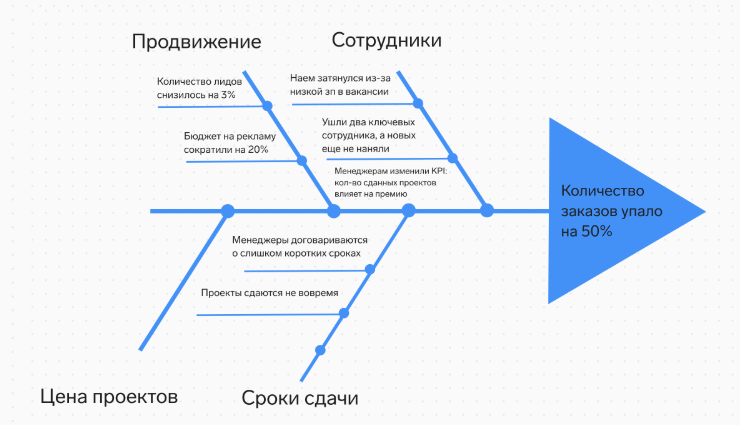 Продвижение
Сотрудники
Количество лидов
снизилось на 3%
Наем затянулся из-за
низкой зп в вакансии
Бюджет на рекламу
сократили на 20%
Ушли два ключевых
сотрудника, а новых
еще не наняли
Менеджерам изменили KPI:
кол-во сданных проектов
влияет на премию
Количество
заказов упало
на 50%
Менеджеры договариваются
о слишком коротких сроках
Проекты сдаются не вовремя
Цена проектов
Сроки сдачи